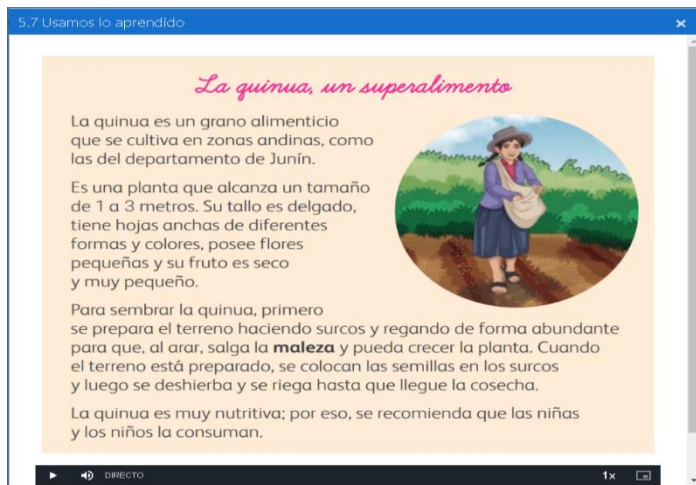 5.7 Usamos lo aprendido
La quinua, un superalimento
La quinua es un grano alimenticio
que se cultiva en zonas andinas, como
las del departamento de Junín.
Es una planta que alcanza un tamaño
de 1 a 3 metros. Su tallo es delgado,
tiene hojas anchas de diferentes
formas y colores, posee flores
pequeñas y su fruto es seco
y muy pequeño.
Para sembrar la quinua, primero
se prepara el terreno haciendo surcos y regando de forma abundante
para que, al arar, salga la maleza y pueda crecer la planta. Cuando
el terreno está preparado, se colocan las semillas en los surcos
y luego se deshierba y se riega hasta que llegue la cosecha.
La quinua es muy nutritiva; por eso, se recomienda que las niñas
y los niños la consuman.
DIRECTO 1x